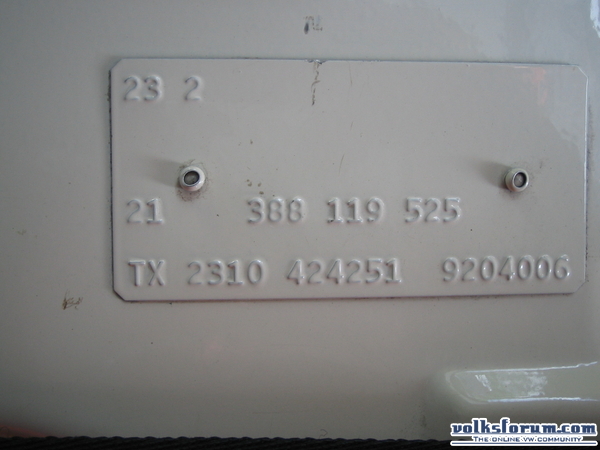 23 2
21 388 119 525
TX 2310 424251 9204006
volksforum.com
THE-ONLINE-VW-COMMUNITY